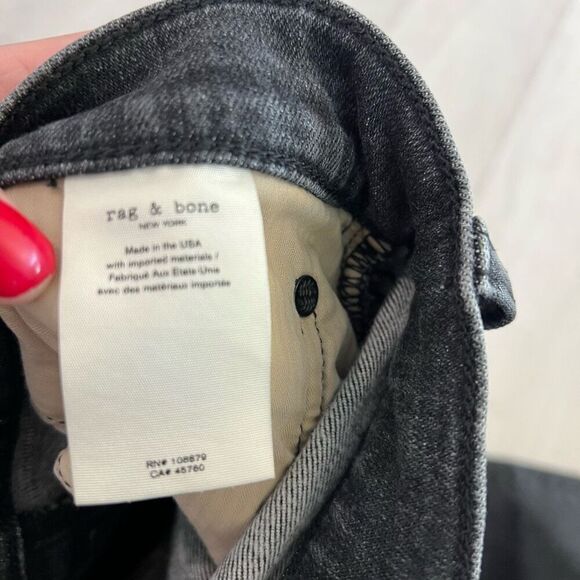 rag & bone
NEW YORK
Made in the USA
with imported materials /
Fabriqué Aux Etats Unis
avec des matériaux importés
RN# 108679
CA# 45760